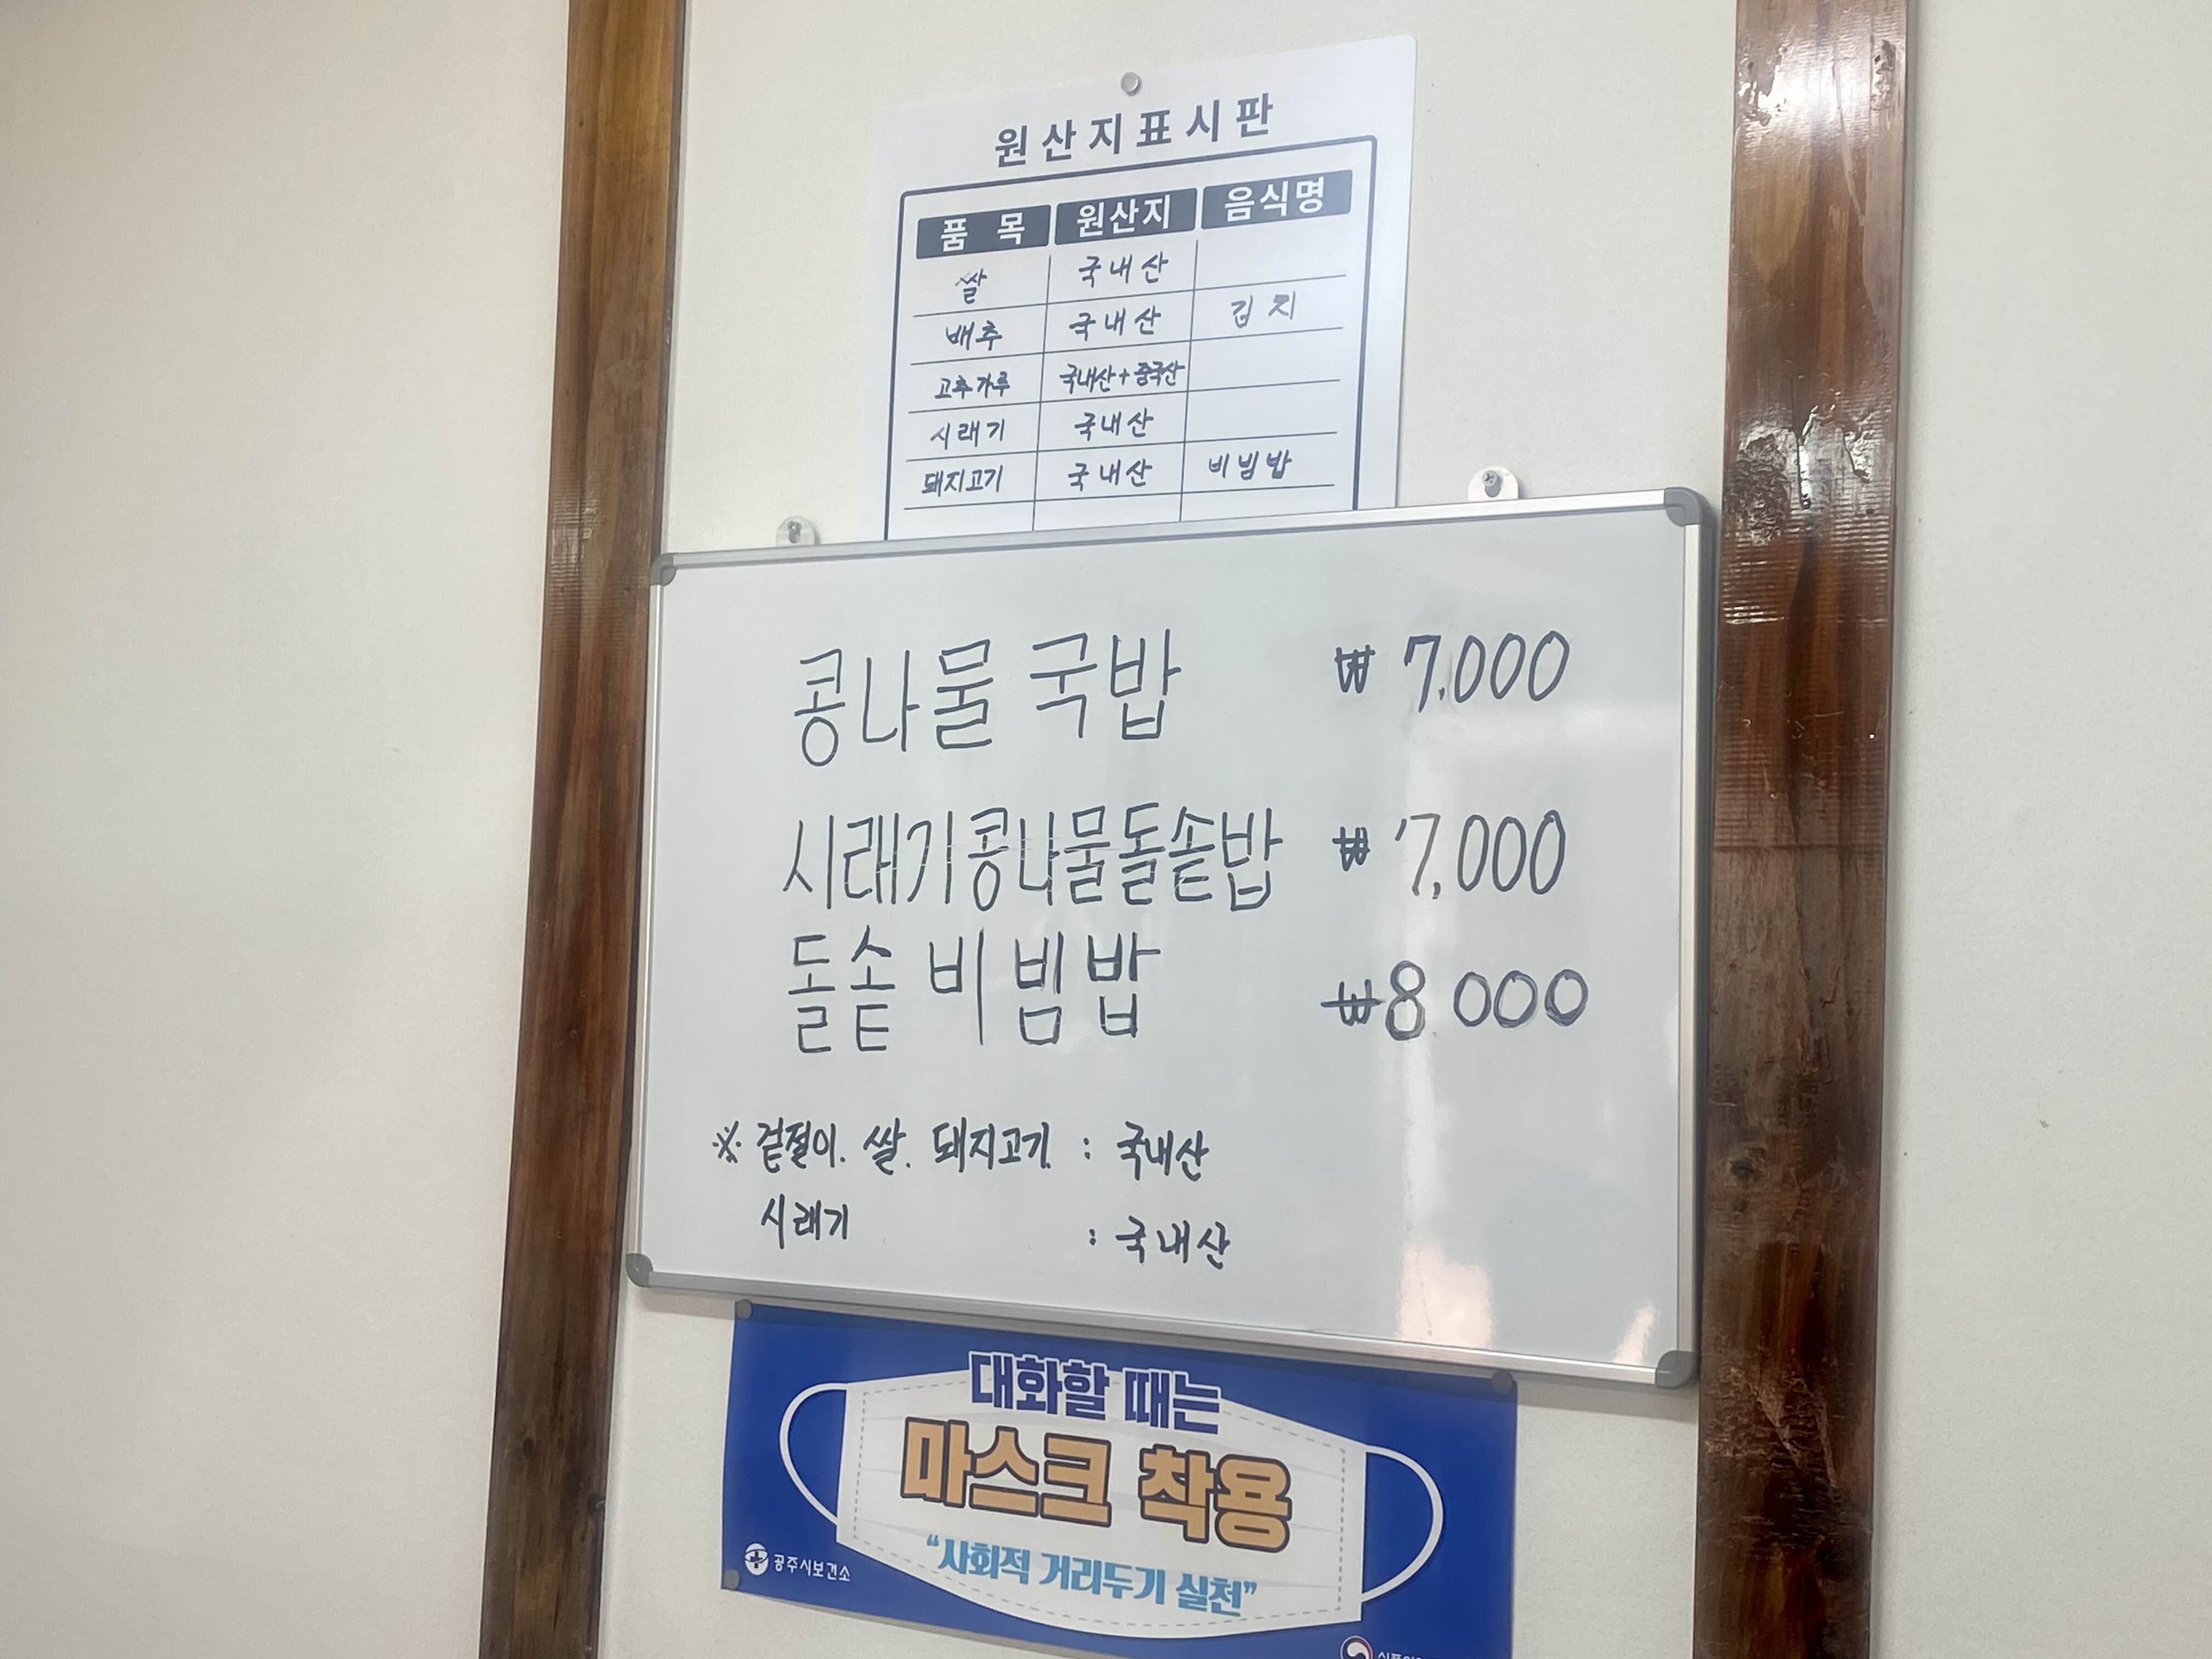 원산지표시판
품 목 원산지 음식명
쌀 국내산
배추 국내산 김치
고추가루 국내산+중국산
시래기 국내산
돼지고기 국내산 비빔밥
콩나물 국밥 ₩ 7.000
시래기콩나물돌솥밥 ₩ 7,000
돌솥 비빔밥 ₩8 000
※ 겉절이. 쌀. 돼지고기 : 국내산
시래기 : 국내산
대화할 때는
마스크 착용
“사회적 거리두기 실천”
공주시보건소